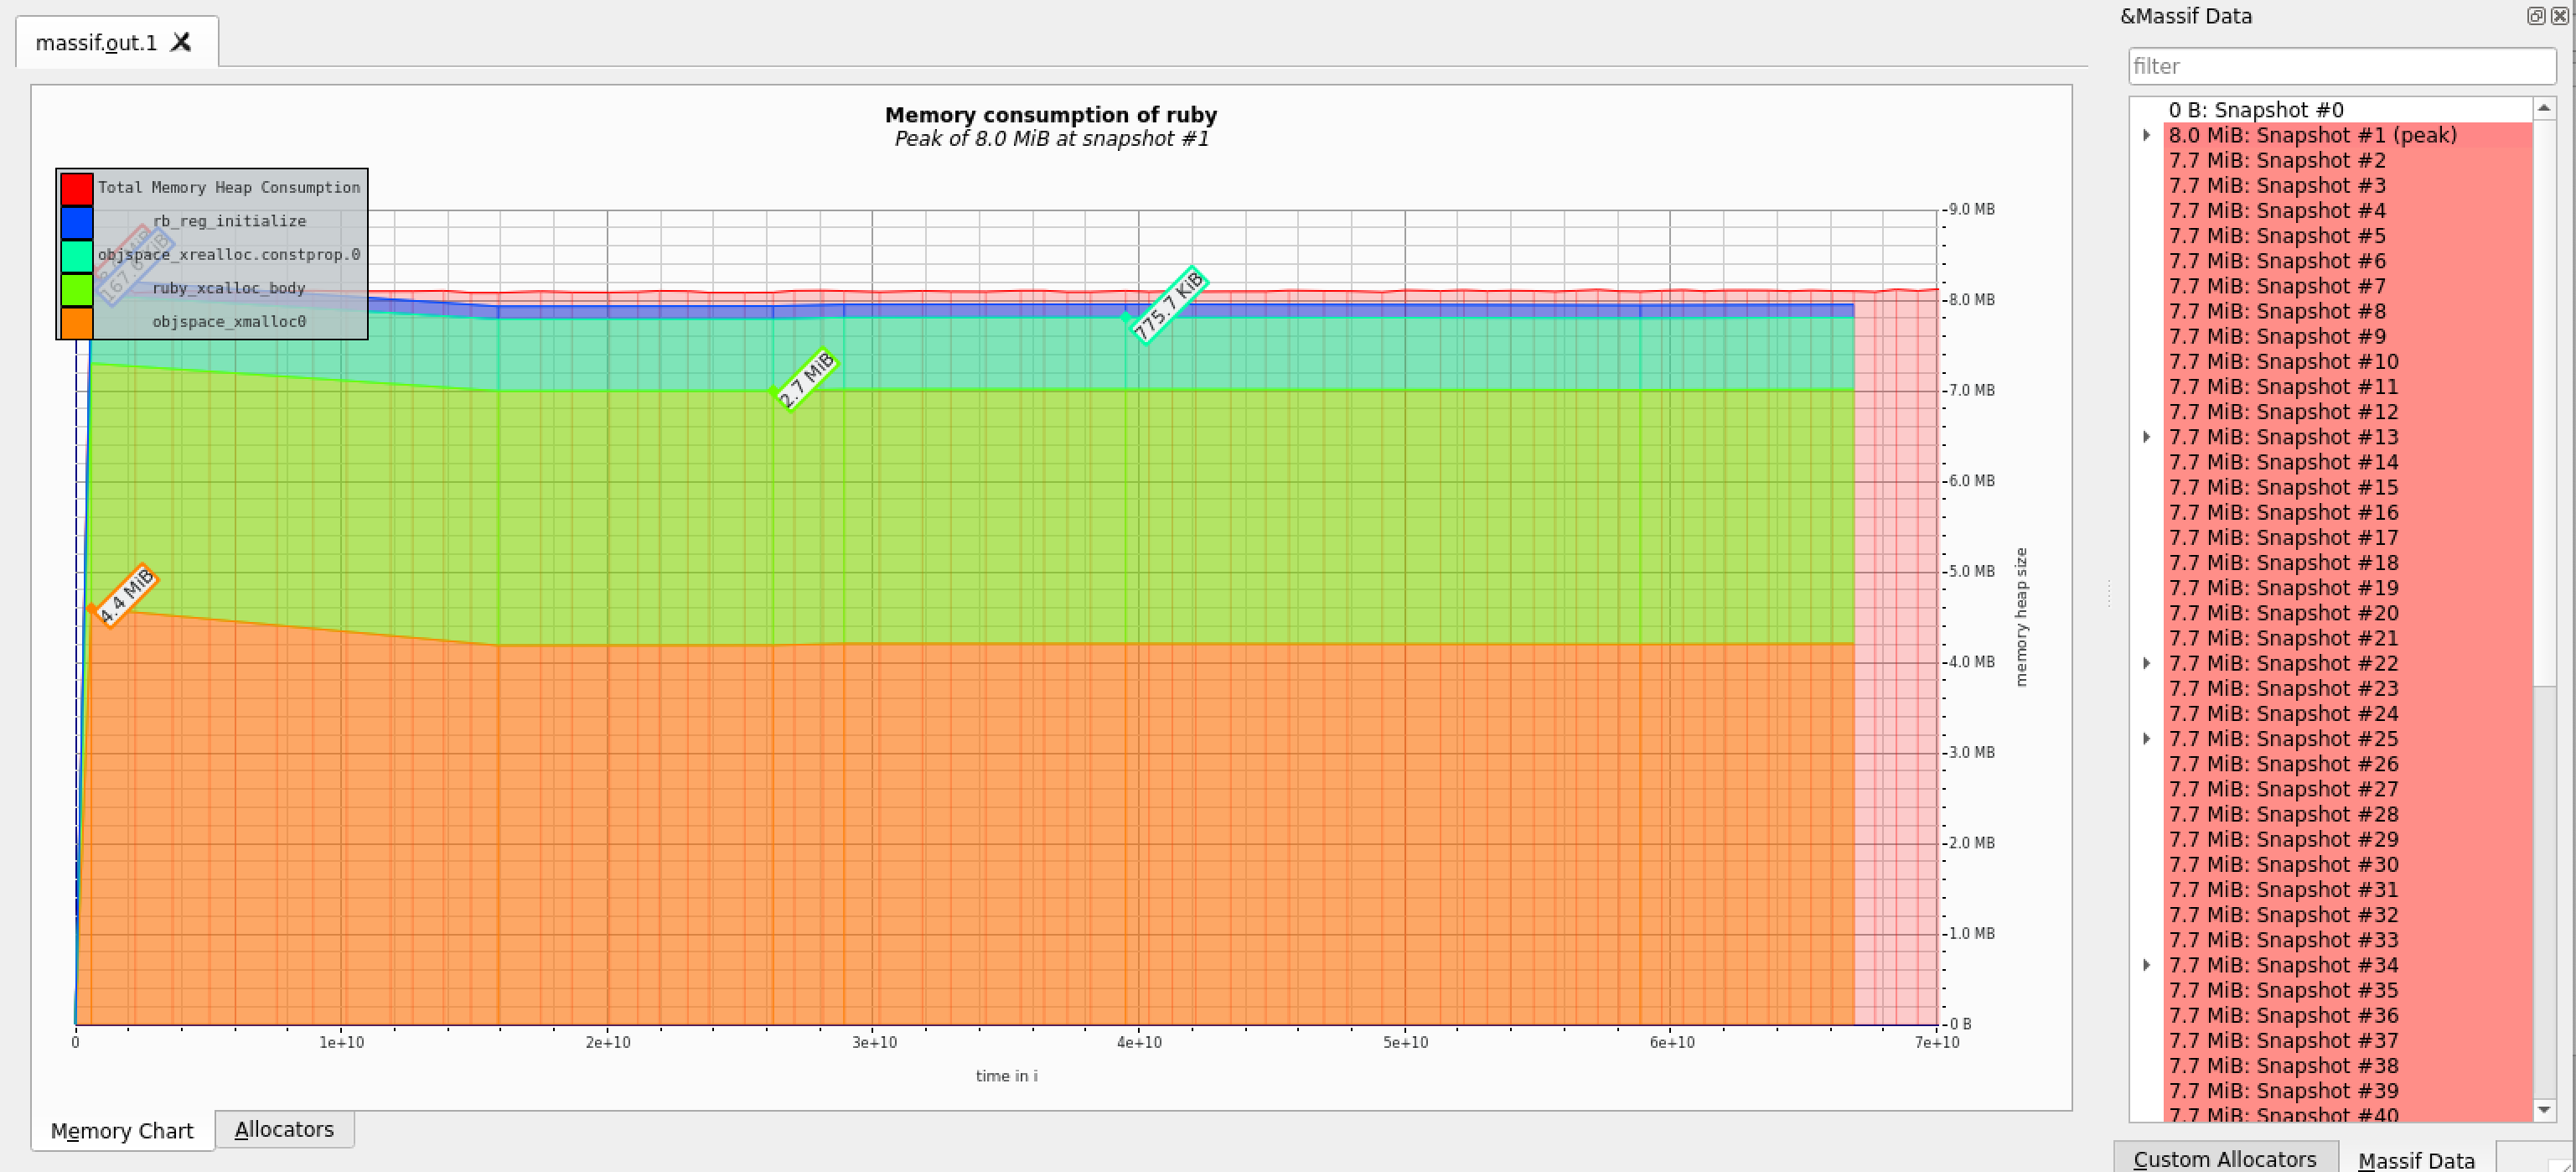 massif.out.1
Memory consumption of ruby
Peak of 8.0 MiB at snapshot #1
Total Memory Heap Consumption
rb_reg_initialize
objspace_xrealloc.constprop.0
ruby_xcalloc_body
objspace_xmalloc0
167.0 KiB
775.7 KiB
2.7 MiB
4.4 MiB
9.0 MB
8.0 MB
7.0 MB
6.0 MB
5.0 MB
4.0 MB
3.0 MB
2.0 MB
1.0 MB
0 B
memory heap size
0 1e+10 2e+10 3e+10 4e+10 5e+10 6e+10 7e+10
time in i
Memory Chart Allocators
&Massif Data
filter
0 B: Snapshot #0
8.0 MiB: Snapshot #1 (peak)
7.7 MiB: Snapshot #2
7.7 MiB: Snapshot #3
7.7 MiB: Snapshot #4
7.7 MiB: Snapshot #5
7.7 MiB: Snapshot #6
7.7 MiB: Snapshot #7
7.7 MiB: Snapshot #8
7.7 MiB: Snapshot #9
7.7 MiB: Snapshot #10
7.7 MiB: Snapshot #11
7.7 MiB: Snapshot #12
7.7 MiB: Snapshot #13
7.7 MiB: Snapshot #14
7.7 MiB: Snapshot #15
7.7 MiB: Snapshot #16
7.7 MiB: Snapshot #17
7.7 MiB: Snapshot #18
7.7 MiB: Snapshot #19
7.7 MiB: Snapshot #20
7.7 MiB: Snapshot #21
7.7 MiB: Snapshot #22
7.7 MiB: Snapshot #23
7.7 MiB: Snapshot #24
7.7 MiB: Snapshot #25
7.7 MiB: Snapshot #26
7.7 MiB: Snapshot #27
7.7 MiB: Snapshot #28
7.7 MiB: Snapshot #29
7.7 MiB: Snapshot #30
7.7 MiB: Snapshot #31
7.7 MiB: Snapshot #32
7.7 MiB: Snapshot #33
7.7 MiB: Snapshot #34
7.7 MiB: Snapshot #35
7.7 MiB: Snapshot #36
7.7 MiB: Snapshot #37
7.7 MiB: Snapshot #38
7.7 MiB: Snapshot #39
7.7 MiB: Snapshot #40
Custom Allocators Massif Data